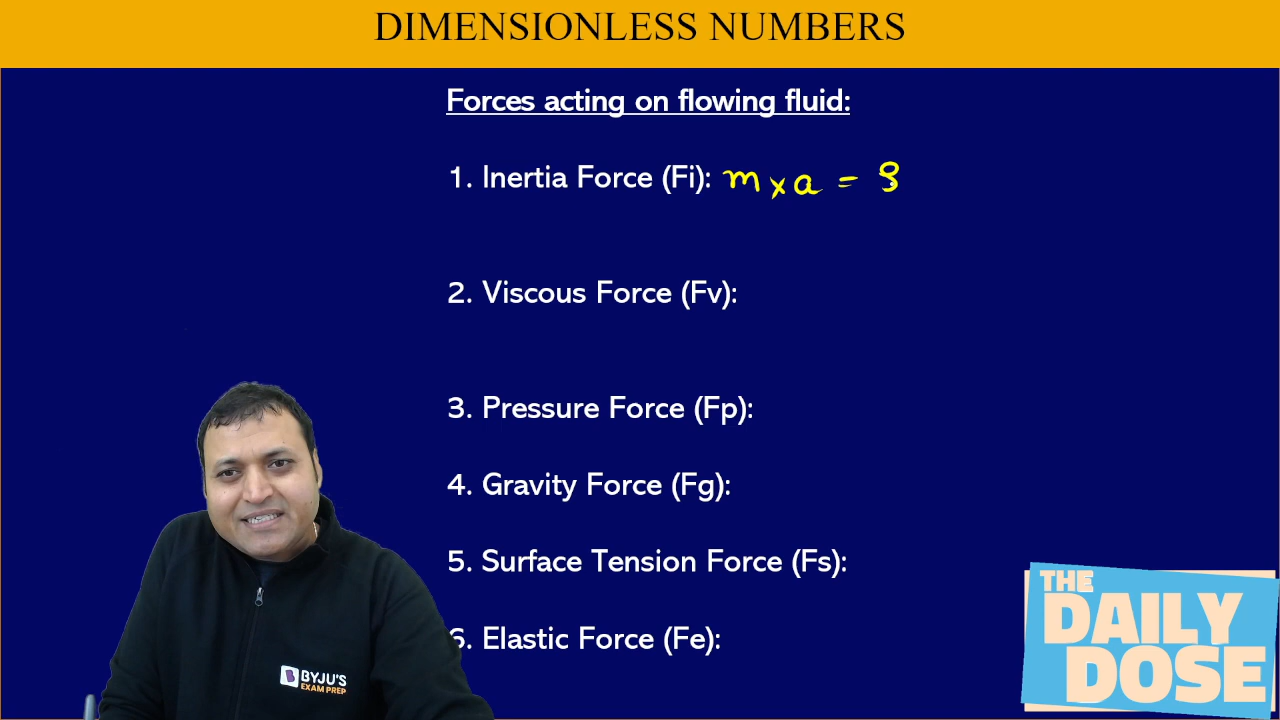 DIMENSIONLESS NUMBERS
Forces acting on flowing fluid:
1. Inertia Force (Fi): m x a = ρ
2. Viscous Force (Fv):
3. Pressure Force (Fp):
4. Gravity Force (Fg):
5. Surface Tension Force (Fs):
6. Elastic Force (Fe):
BYJU'S
EXAM PREP
THE
DAILY
DOSE